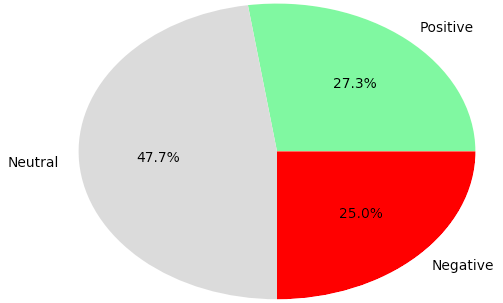 Positive
27.3%
47.7%
Neutral
25.0%
Negative